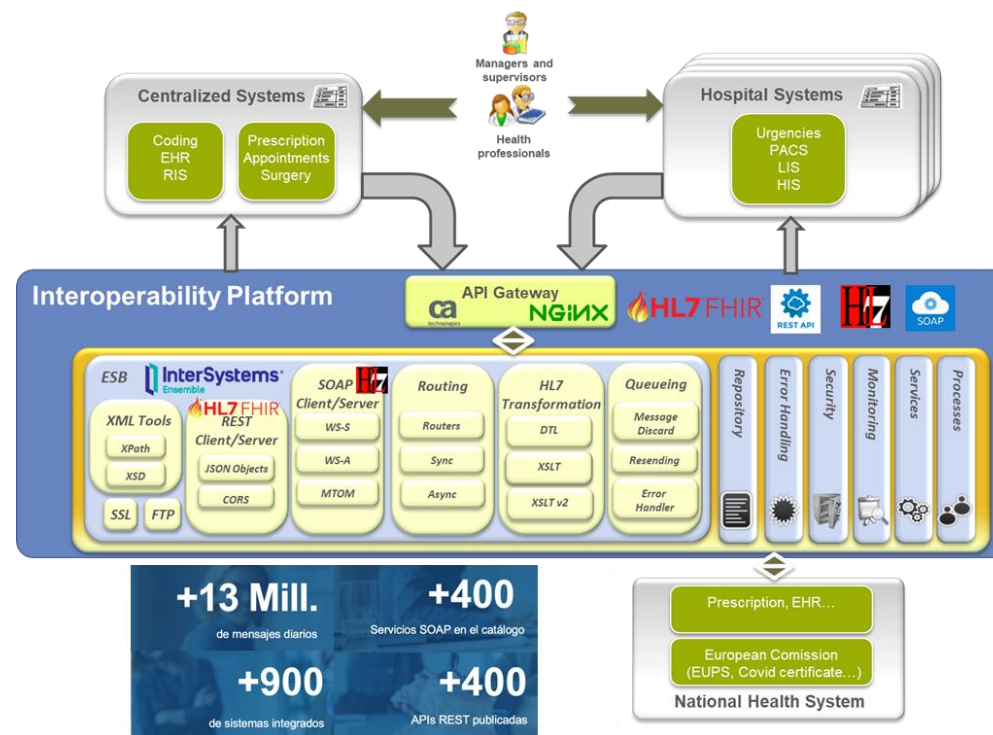 Managers and
supervisors
Health
professionals
Centralized Systems
Coding
EHR
RIS
Prescription
Appointments
Surgery
Hospital Systems
Urgencies
PACS
LIS
HIS
Interoperability Platform
API Gateway
ca
technologies
NGiNX
HL7 FHIR
REST API
HL7
SOAP
ESB
InterSystems
Ensemble
XML Tools
XPath
XSD
SSL
FTP
HL7 FHIR
REST
Client/Server
JSON Objects
CORS
SOAP
HL7
Client/Server
WS-S
WS-A
MTOM
Routing
Routers
Sync
Async
HL7
Transformation
DTL
XSLT
XSLT v2
Queueing
Message
Discard
Resending
Error
Handler
Repository
Error Handling
Security
Monitoring
Services
Processes
+13 Mill.
de mensajes diarios
+400
Servicios SOAP en el catálogo
+900
de sistemas integrados
+400
APIs REST publicadas
Prescription, EHR...
European Comission
(EUPS, Covid certificate...)
National Health System